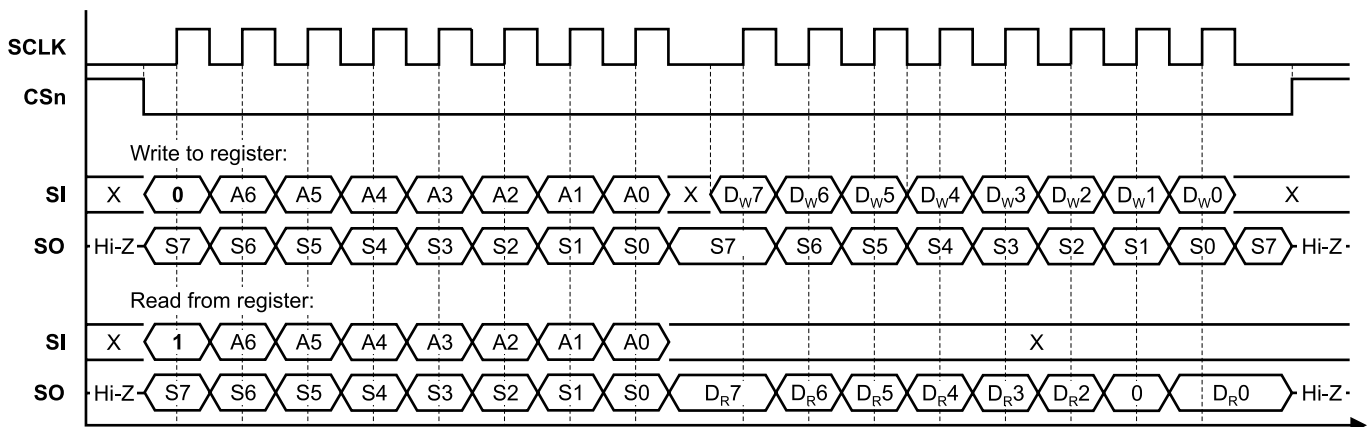 SCLK
CSn
Write to register:
SI X 0 A6 A5 A4 A3 A2 A1 A0 X DW7 DW6 DW5 DW4 DW3 DW2 DW1 DW0 X
SO Hi-Z S7 S6 S5 S4 S3 S2 S1 S0 S7 S6 S5 S4 S3 S2 S1 S0 S7 Hi-Z
Read from register:
SI X 1 A6 A5 A4 A3 A2 A1 A0 X
SO Hi-Z S7 S6 S5 S4 S3 S2 S1 S0 DR7 DR6 DR5 DR4 DR3 DR2 0 DR0 Hi-Z